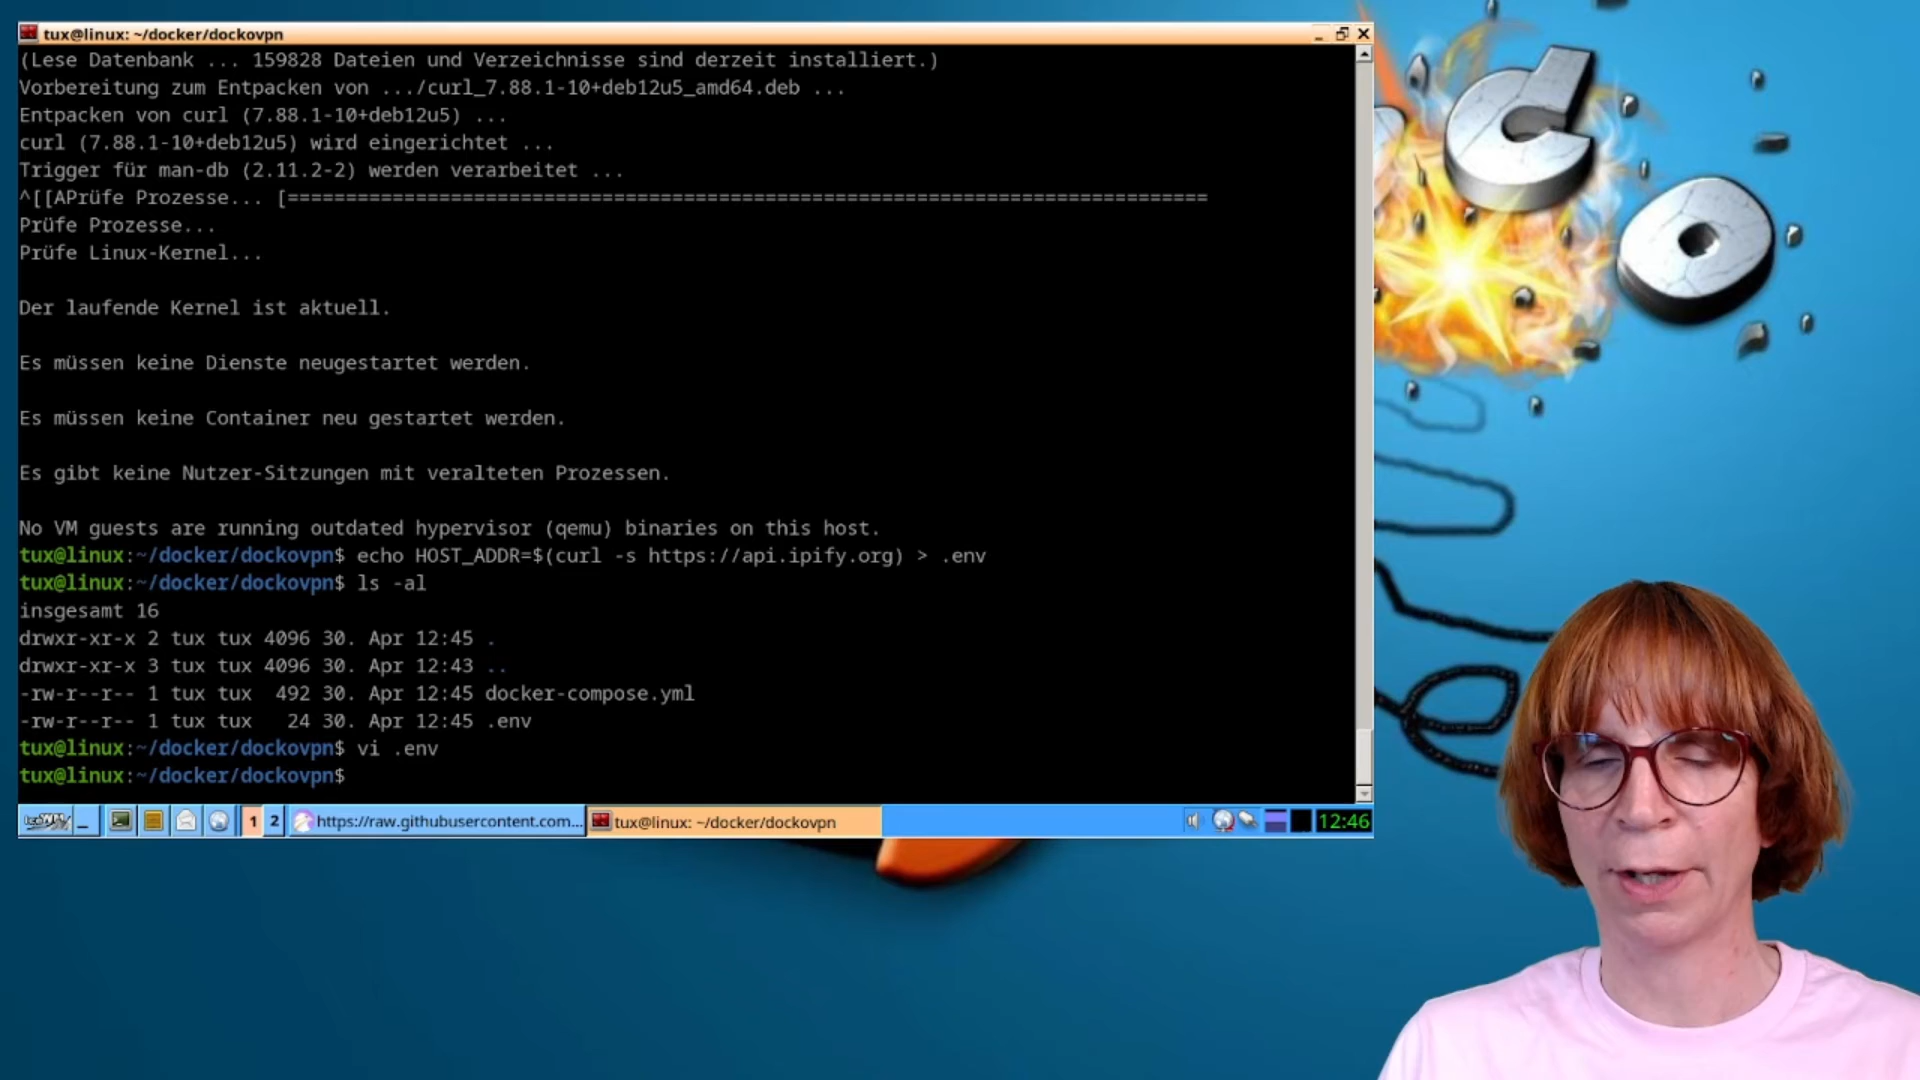 tux@linux: ~/docker/dockovpn
(Lese Datenbank ... 159828 Dateien und Verzeichnisse sind derzeit installiert.)
Vorbereitung zum Entpacken von .../curl_7.88.1-10+deb12u5_amd64.deb ...
Entpacken von curl (7.88.1-10+deb12u5) ...
curl (7.88.1-10+deb12u5) wird eingerichtet ...
Trigger für man-db (2.11.2-2) werden verarbeitet ...
^[[APrüfe Prozesse... [===============================================================================
Prüfe Prozesse...
Prüfe Linux-Kernel...
Der laufende Kernel ist aktuell.
Es müssen keine Dienste neugestartet werden.
Es müssen keine Container neu gestartet werden.
Es gibt keine Nutzer-Sitzungen mit veralteten Prozessen.
No VM guests are running outdated hypervisor (qemu) binaries on this host.
tux@linux:~/docker/dockovpn$ echo HOST_ADDR=$(curl -s https://api.ipify.org) > .env
tux@linux:~/docker/dockovpn$ ls -al
insgesamt 16
drwxr-xr-x 2 tux tux 4096 30. Apr 12:45 .
drwxr-xr-x 3 tux tux 4096 30. Apr 12:43 ..
-rw-r--r-- 1 tux tux  492 30. Apr 12:45 docker-compose.yml
-rw-r--r-- 1 tux tux   24 30. Apr 12:45 .env
tux@linux:~/docker/dockovpn$ vi .env
tux@linux:~/docker/dockovpn$
IceWM 1 2 https://raw.githubusercontent.com... tux@linux: ~/docker/dockovpn 12:46